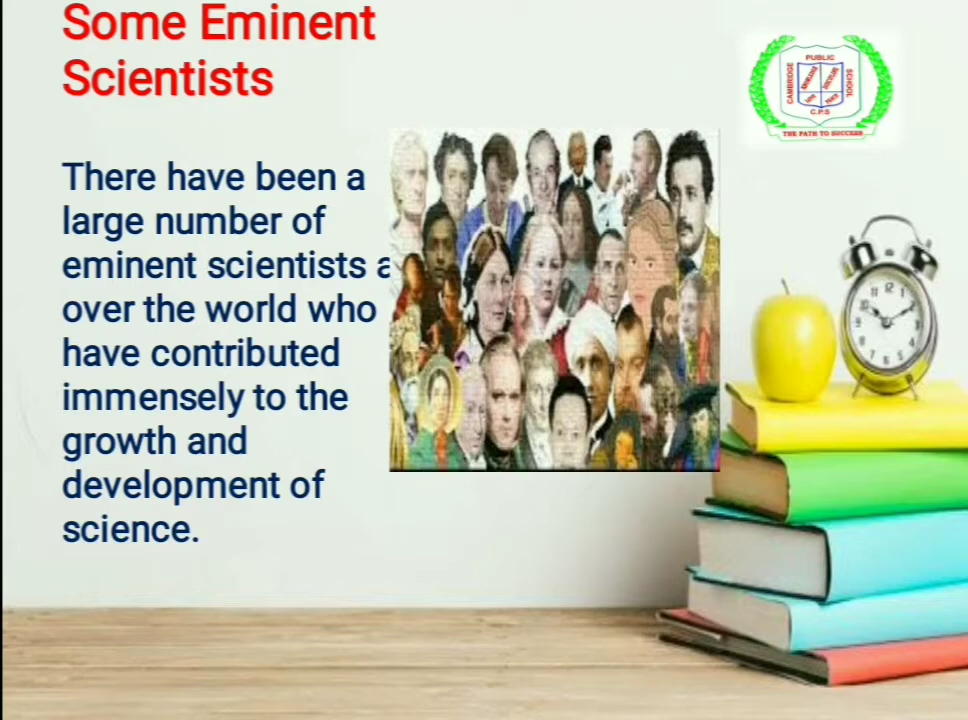 Some Eminent
Scientists
There have been a
large number of
eminent scientists a
over the world who
have contributed
immensely to the
growth and
development of
science.
PUBLIC
CAMBRIDGE
SCHOOL
C.P.S
THE PATH TO SUCCESS